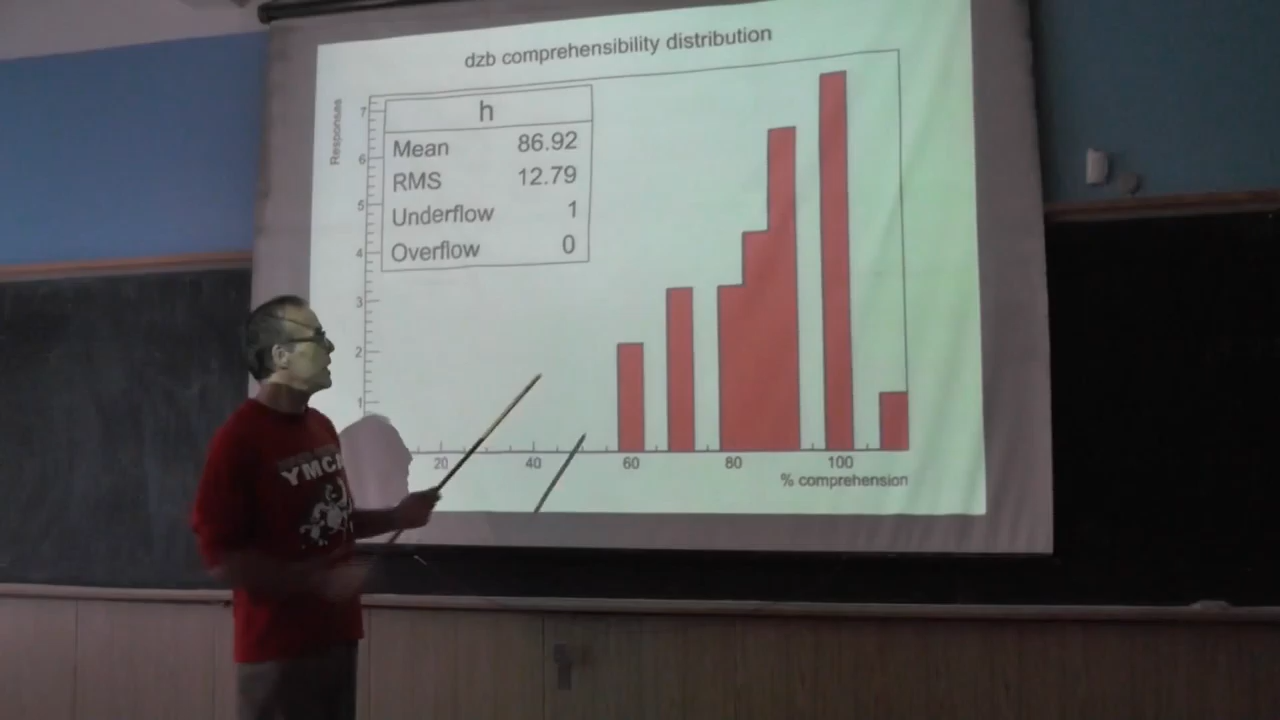 dzb comprehensibility distribution
Responses
h
Mean 86.92
RMS 12.79
Underflow 1
Overflow 0
7
6
5
4
3
2
1
20 40 60 80 100
% comprehension
YMCA